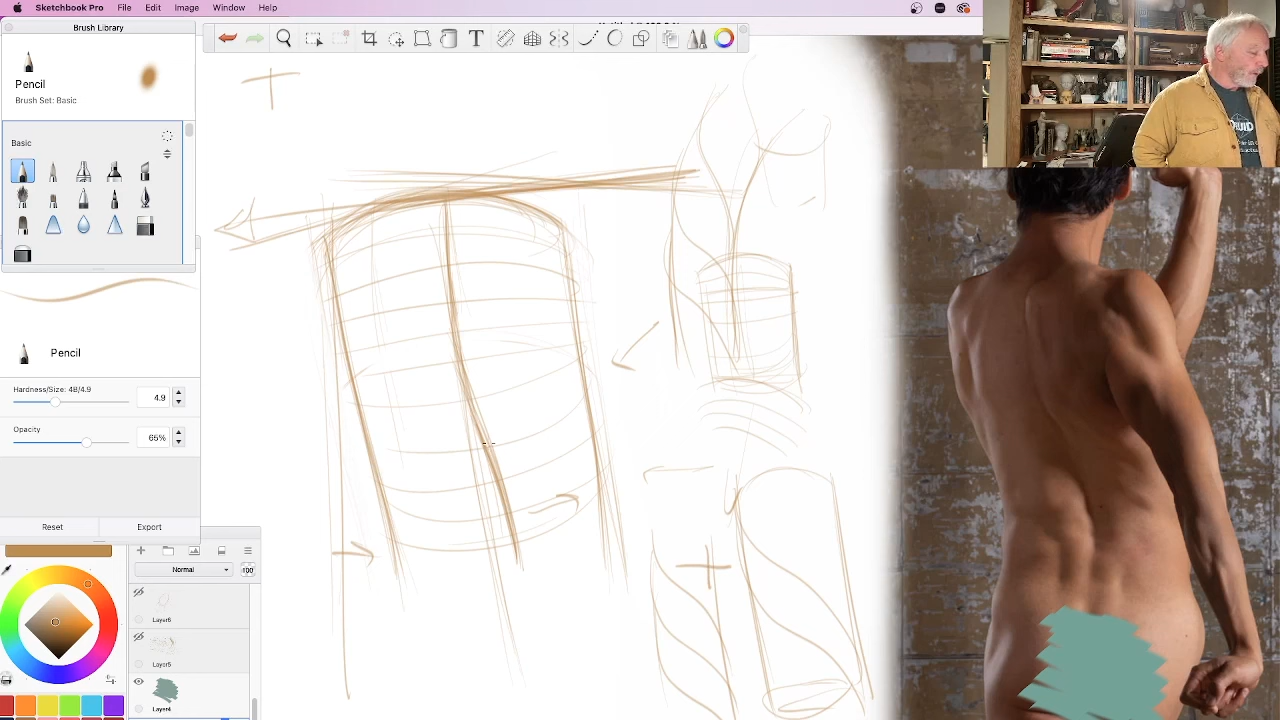 Sketchbook Pro File Edit Image Window Help
Brush Library
Pencil
Brush Set: Basic
Basic
Pencil
Hardness/Size: 4B/4.9
4.9
Opacity
65%
Reset Export
Normal 100
Layer6
Layer5
Layer4